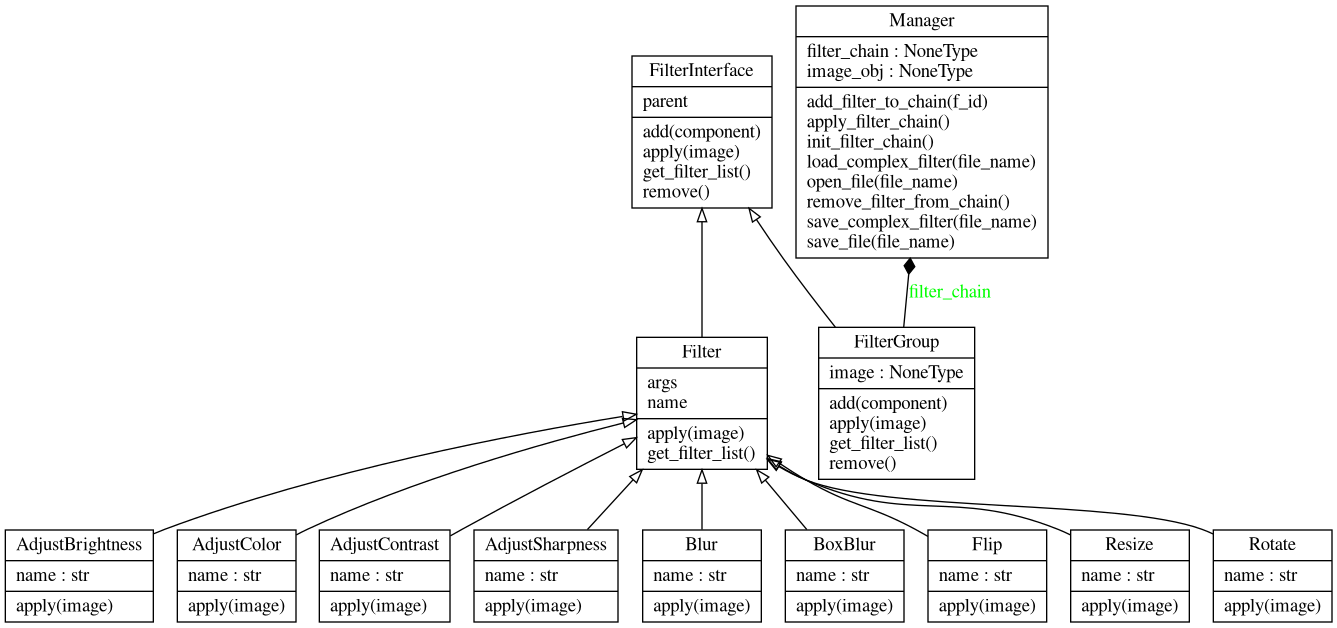 Manager
filter_chain : NoneType
image_obj : NoneType
add_filter_to_chain(f_id)
apply_filter_chain()
init_filter_chain()
load_complex_filter(file_name)
open_file(file_name)
remove_filter_from_chain()
save_complex_filter(file_name)
save_file(file_name)
FilterInterface
parent
add(component)
apply(image)
get_filter_list()
remove()
filter_chain
Filter
args
name
apply(image)
get_filter_list()
FilterGroup
image : NoneType
add(component)
apply(image)
get_filter_list()
remove()
AdjustBrightness
name : str
apply(image)
AdjustColor
name : str
apply(image)
AdjustContrast
name : str
apply(image)
AdjustSharpness
name : str
apply(image)
Blur
name : str
apply(image)
BoxBlur
name : str
apply(image)
Flip
name : str
apply(image)
Resize
name : str
apply(image)
Rotate
name : str
apply(image)